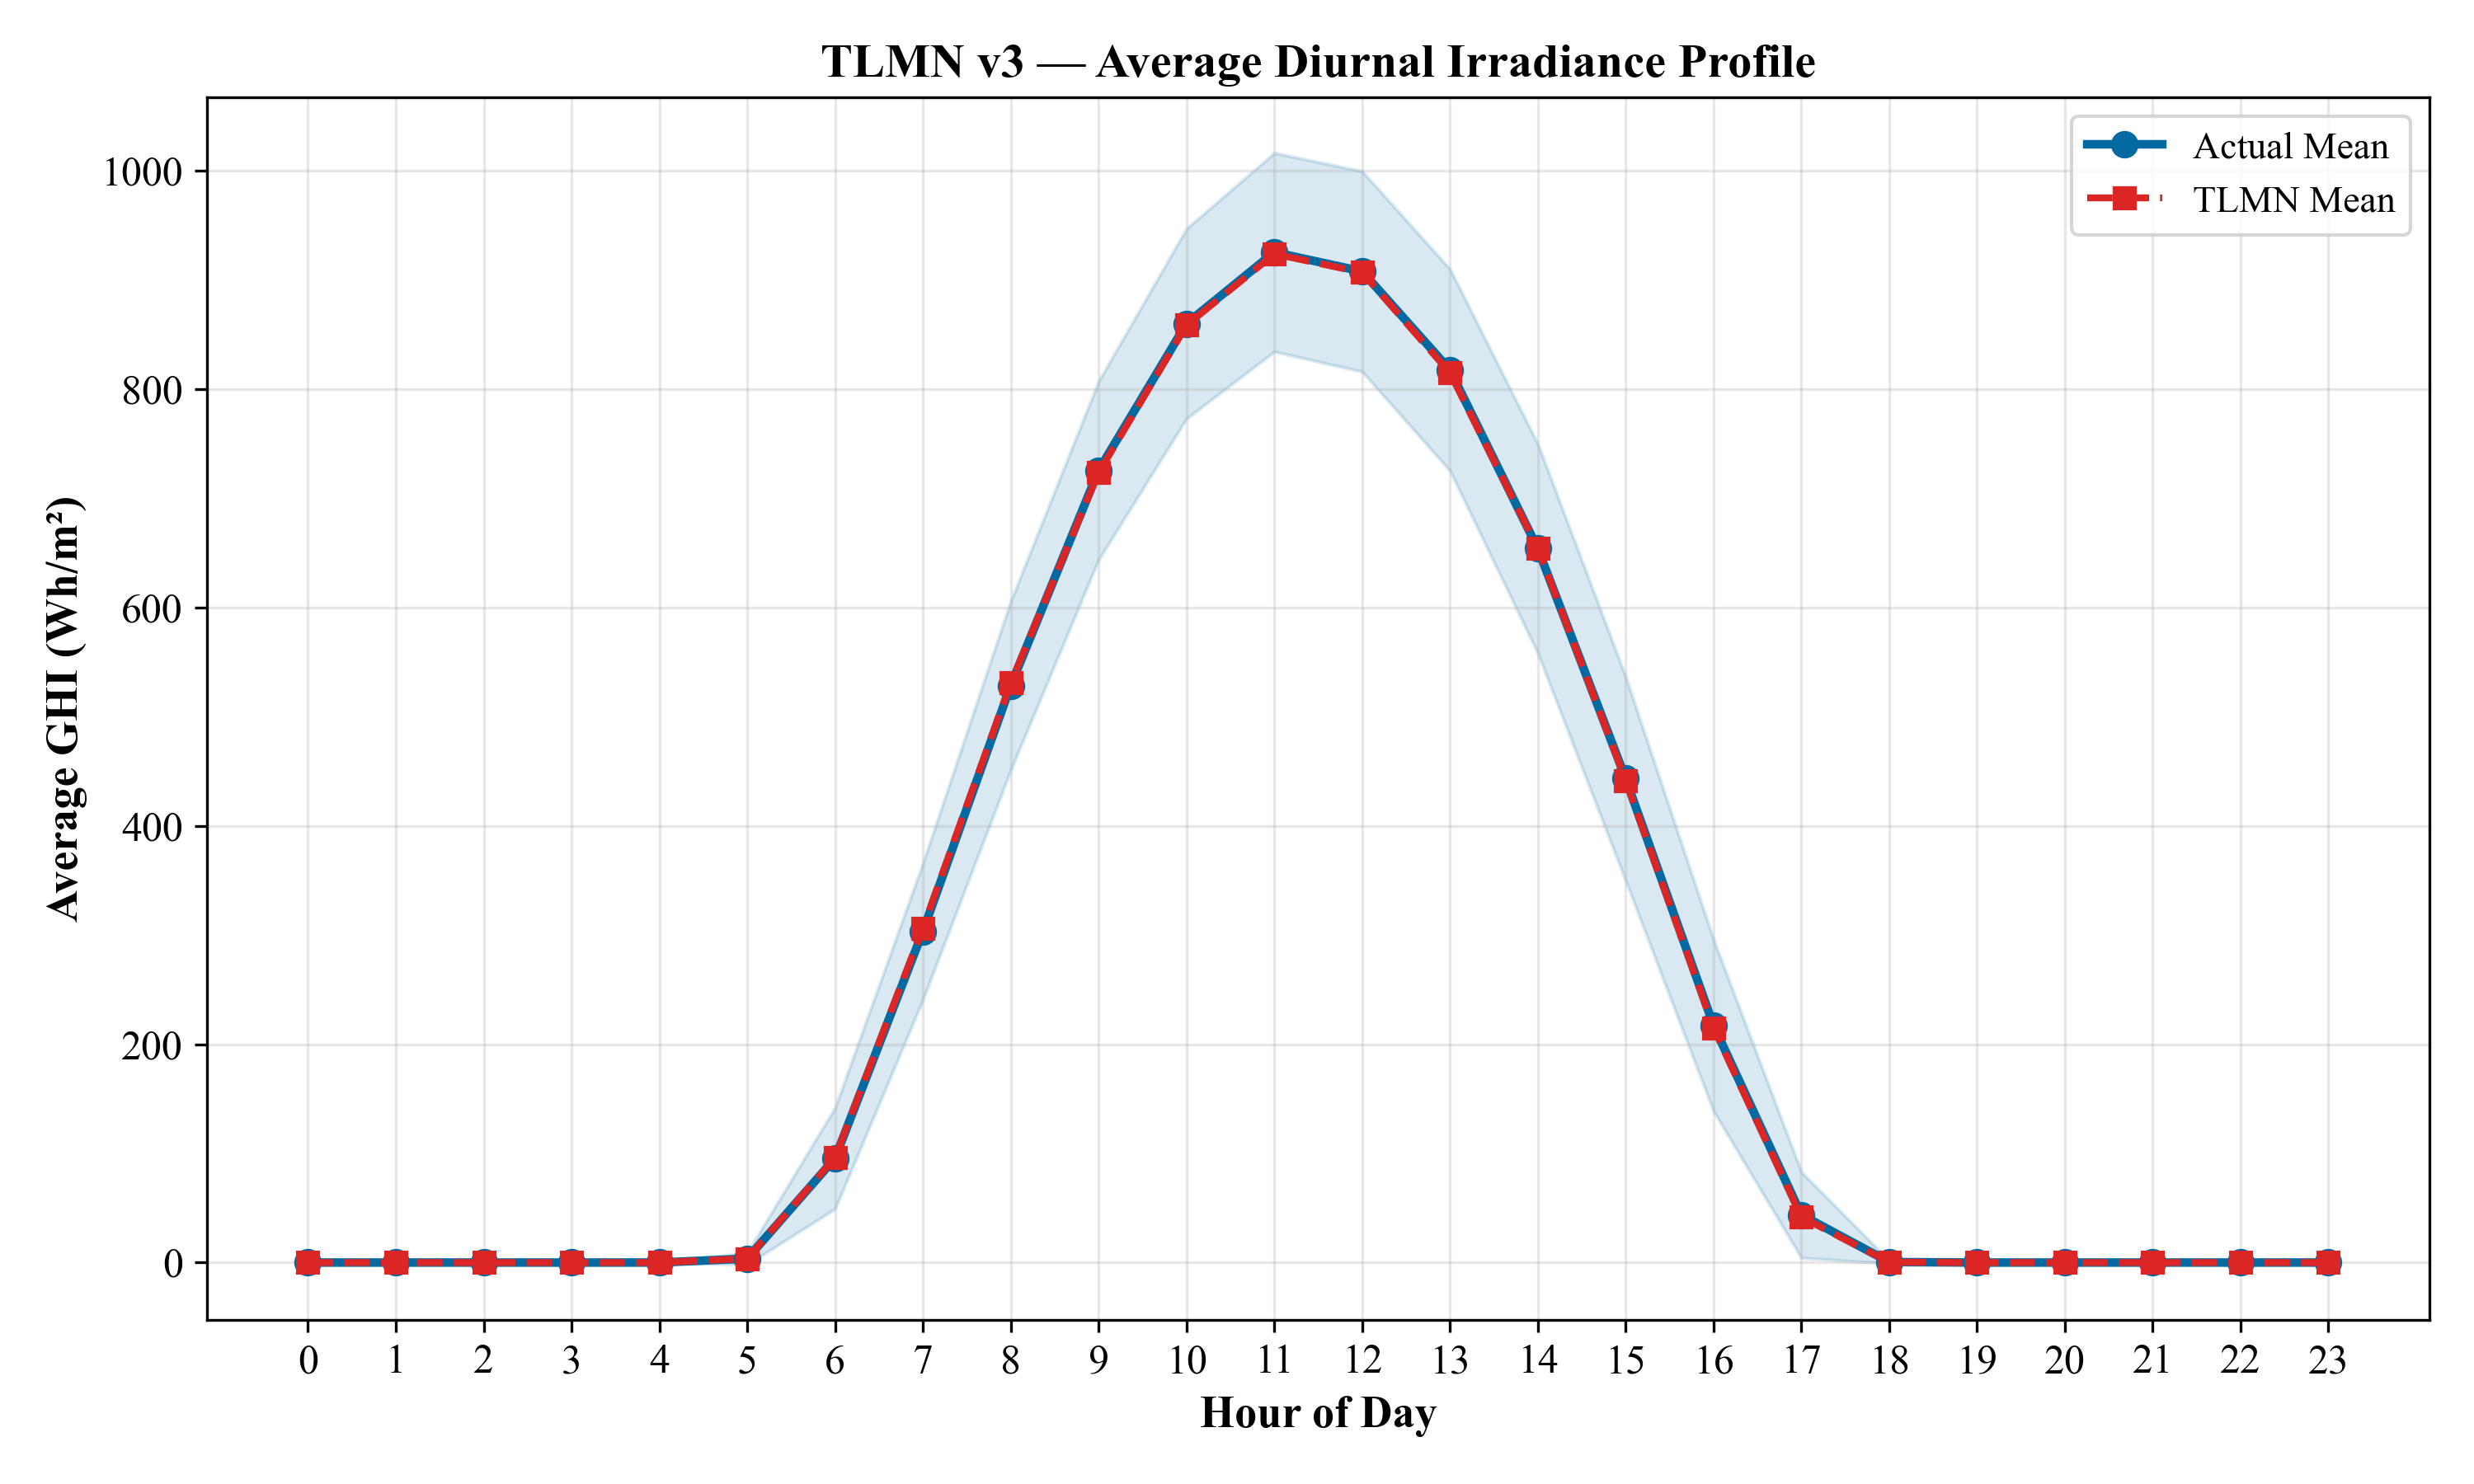 TLMN v3 — Average Diurnal Irradiance Profile
Actual Mean
TLMN Mean
Average GHI (Wh/m²)
1000
800
600
400
200
0
0 1 2 3 4 5 6 7 8 9 10 11 12 13 14 15 16 17 18 19 20 21 22 23
Hour of Day